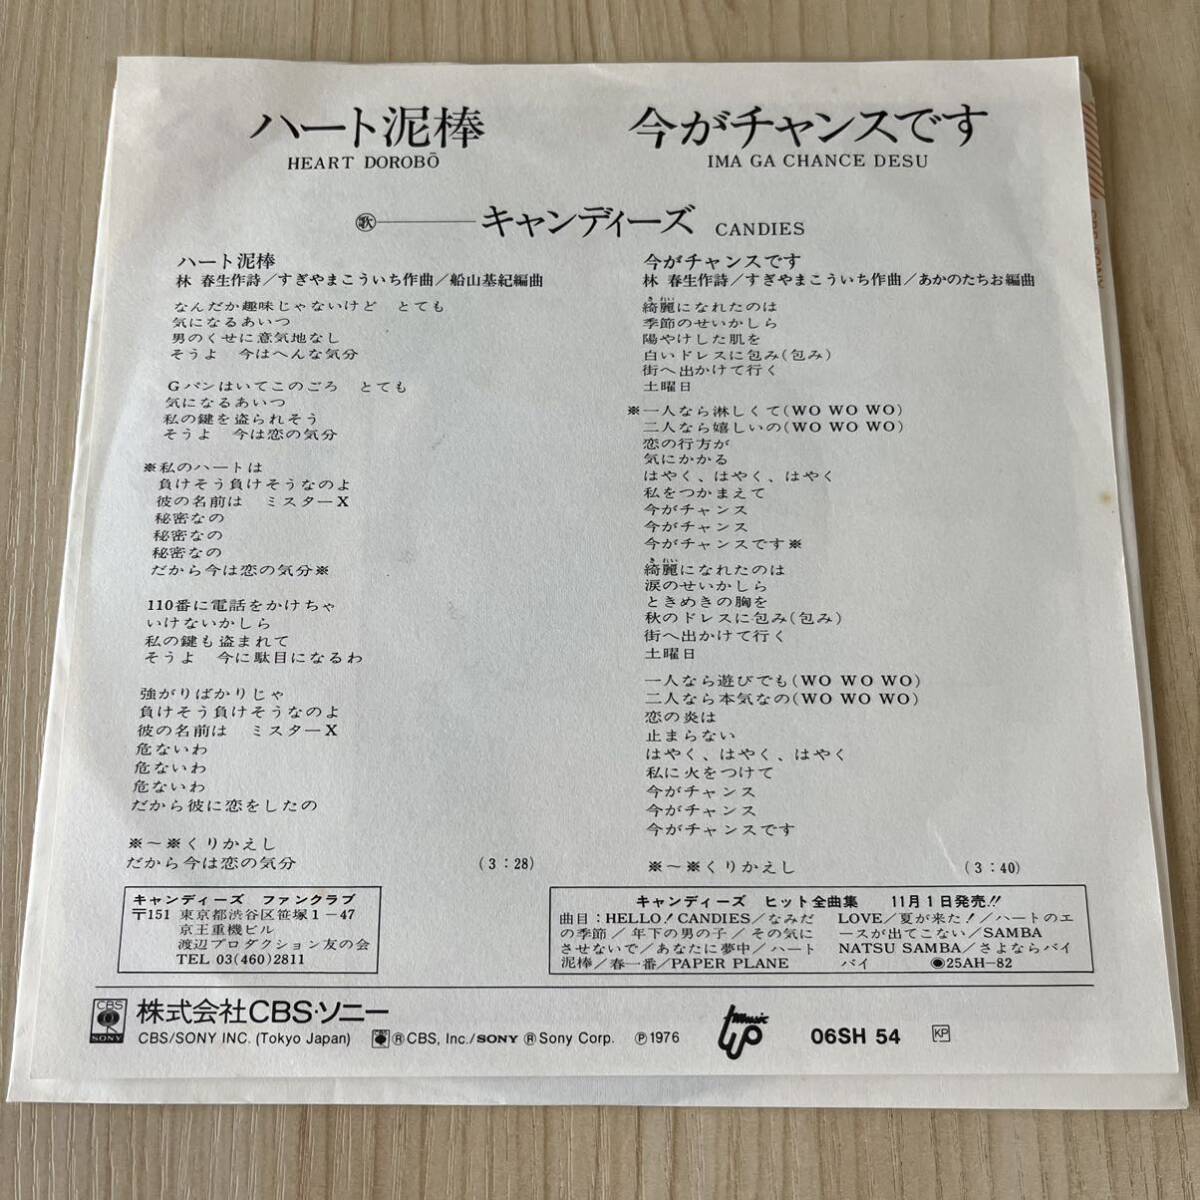 ハート泥棒
HEART DOROBŌ
今がチャンスです
IMA GA CHANCE DESU
歌 キャンディーズ CANDIES
ハート泥棒
林 春生作詩/すぎやまこういち作曲/船山基紀編曲
なんだか趣味じゃないけど とても
気になるあいつ
男のくせに意気地なし
そうよ 今はへんな気分
Gパンはいてこのごろ とても
気になるあいつ
私の鍵を盗られそう
そうよ 今は恋の気分
※私のハートは
負けそう負けそうなのよ
彼の名前は ミスターX
秘密なの
秘密なの
秘密なの
だから今は恋の気分※
110番に電話をかけちゃ
いけないかしら
私の鍵も盗まれて
そうよ 今に駄目になるわ
強がりばかりじゃ
負けそう負けそうなのよ
彼の名前は ミスターX
危ないわ
危ないわ
危ないわ
だから彼に恋をしたの
※〜※くりかえし
だから今は恋の気分
(3:28)
今がチャンスです
林 春生作詩/すぎやまこういち作曲/あかのたちお編曲
きれい
綺麗になれたのは
季節のせいかしら
陽やけした肌を
白いドレスに包み(包み)
街へ出かけて行く
土曜日
※一人なら淋しくて(WO WO WO)
二人なら嬉しいの(WO WO WO)
恋の行方が
気にかかる
はやく、はやく、はやく
私をつかまえて
今がチャンス
今がチャンス
今がチャンスです※
きれい
綺麗になれたのは
涙のせいかしら
ときめきの胸を
秋のドレスに包み(包み)
街へ出かけて行く
土曜日
一人なら遊びでも(WO WO WO)
二人なら本気なの(WO WO WO)
恋の炎は
止まらない
はやく、はやく、はやく
私に火をつけて
今がチャンス
今がチャンス
今がチャンスです
※〜※くりかえし
(3:40)
キャンディーズ ファンクラブ
〒151 東京都渋谷区笹塚1-47
京王重機ビル
渡辺プロダクション友の会
TEL 03(460)2811
キャンディーズ ヒット全曲集 11月1日発売!!
曲目:HELLO! CANDIES/なみだ
の季節/年下の男の子/その気に
させないで/あなたに夢中/ハート
泥棒/春一番/PAPER PLANE
LOVE/夏が来た!/ハートのエ
ースが出てこない/SAMBA
NATSU SAMBA/さよならバイ
バイ ●25AH-82
CBS
SONY
株式会社CBS・ソニー
CBS/SONY INC. (Tokyo Japan) ®CBS, Inc./SONY ®Sony Corp. Ⓟ1976
Music
06SH 54
KP
CBS・SONY